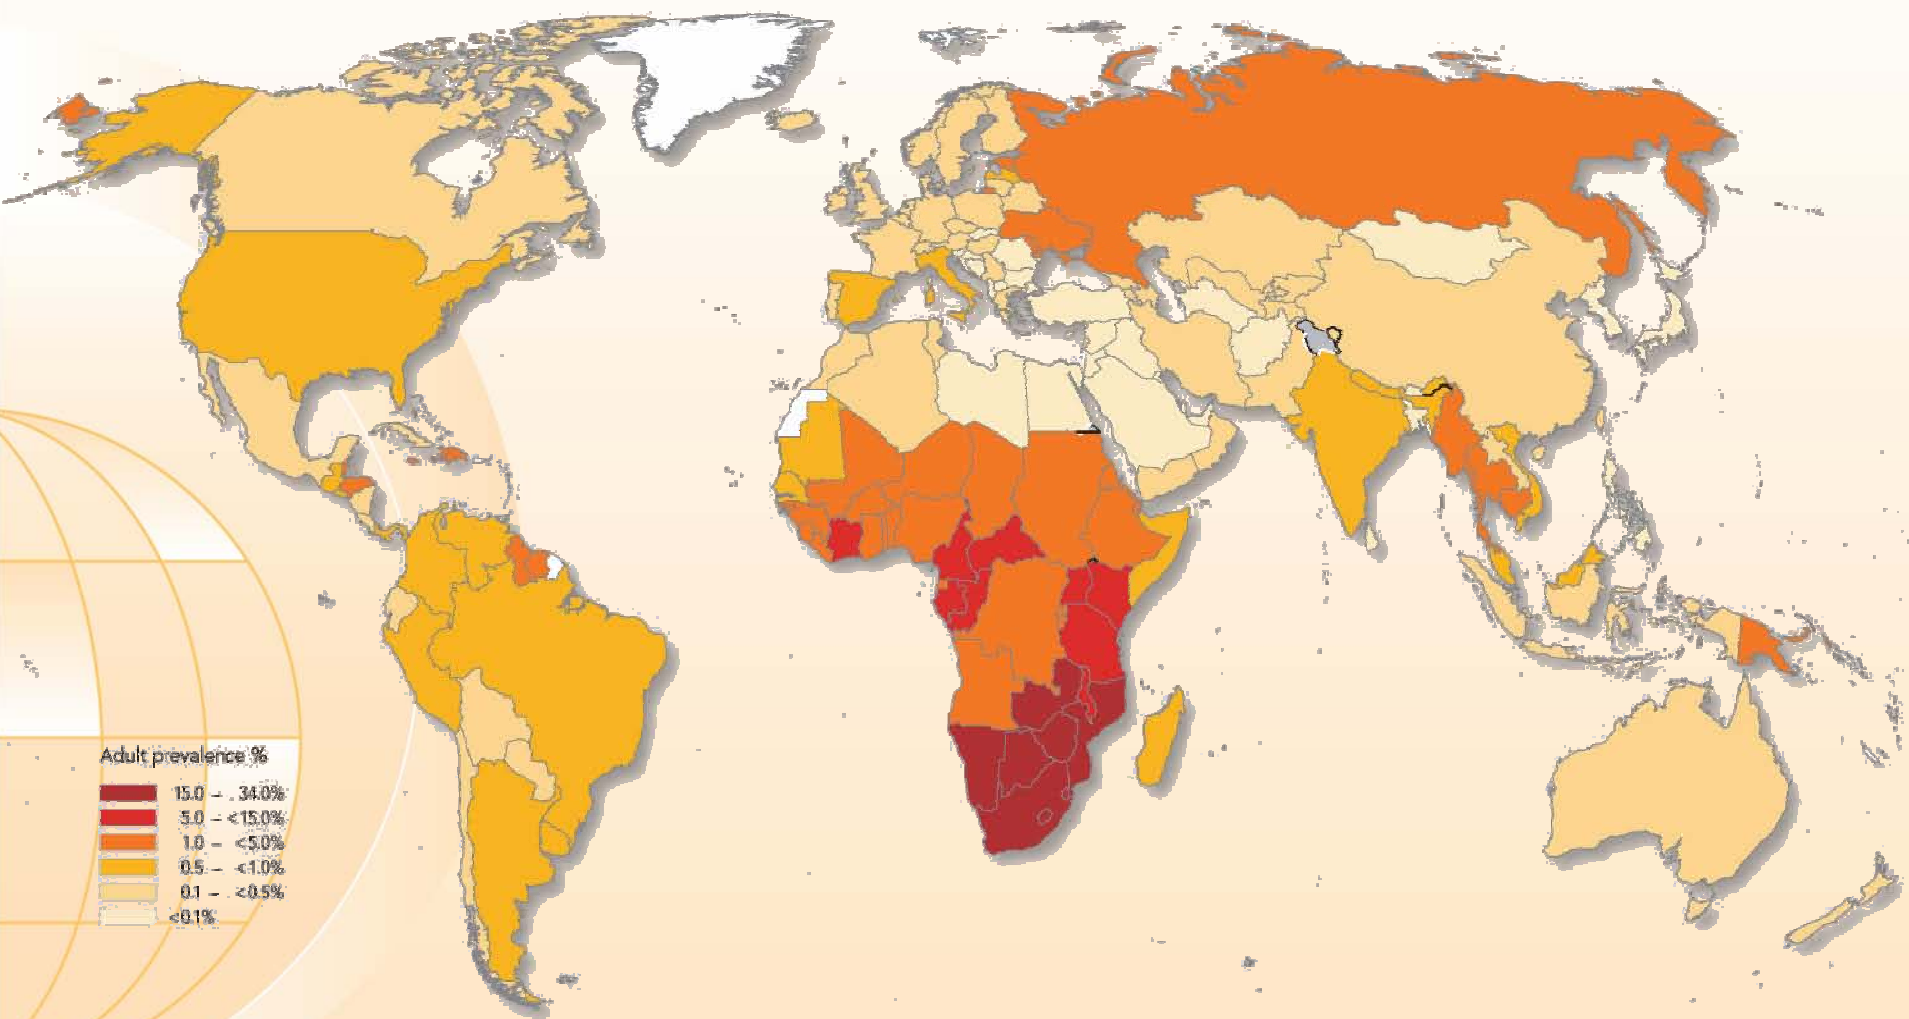 Adult prevalence %
15.0 – 34.0%
5.0 – <15.0%
1.0 – <5.0%
0.5 – <1.0%
0.1 – <0.5%
<0.1%